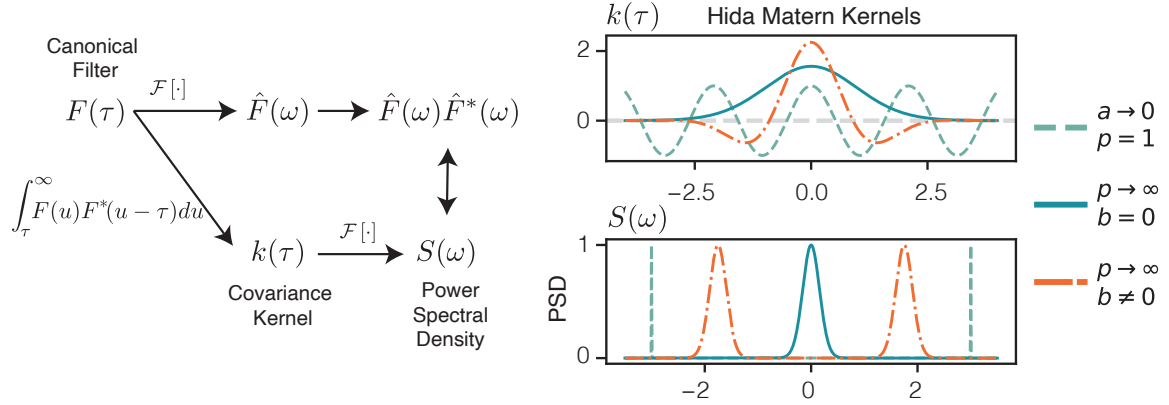 Canonical
Filter
F(τ)
ℱ[·]
F̂(ω)
F̂(ω)F̂*(ω)
∫_τ^∞ F(u)F*(u − τ)du
k(τ)
ℱ[·]
S(ω)
Covariance
Kernel
Power
Spectral
Density
k(τ)
Hida Matern Kernels
2
0
−2.5
0.0
2.5
S(ω)
PSD
1
0
−2
0
2
a → 0
p = 1
p → ∞
b = 0
p → ∞
b ≠ 0